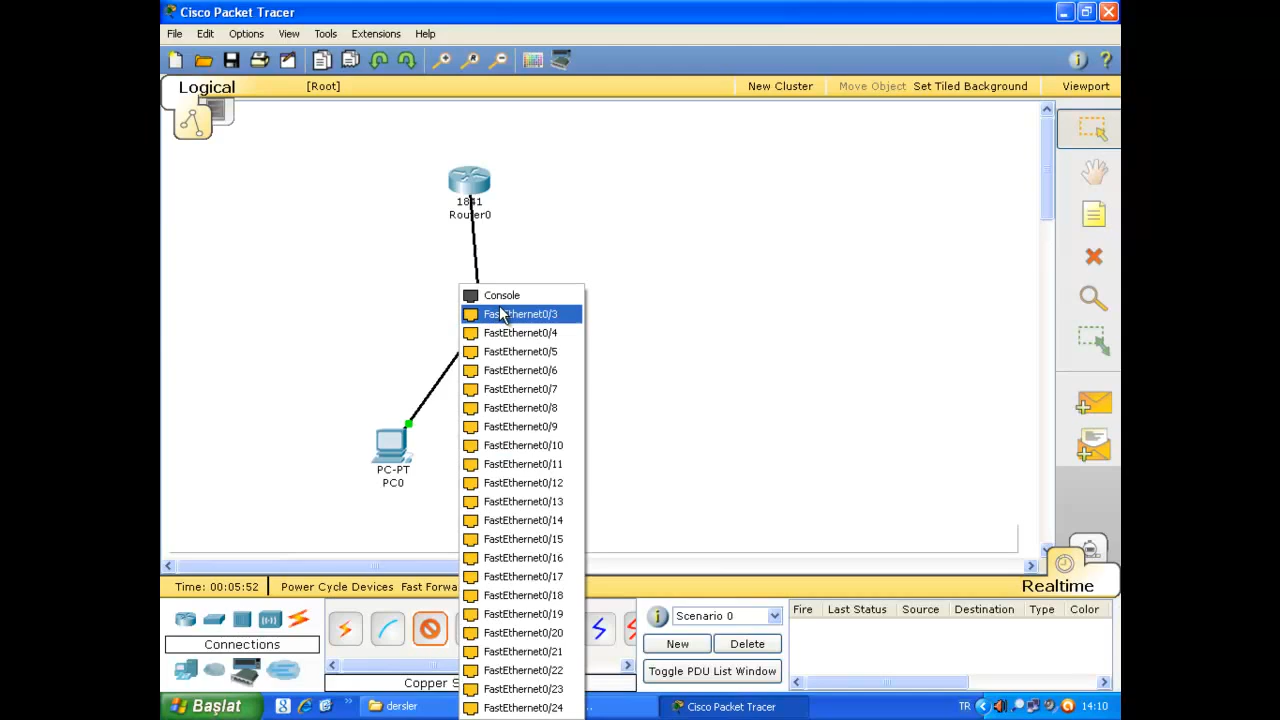 Cisco Packet Tracer
File Edit Options View Tools Extensions Help
Logical [Root] New Cluster Move Object Set Tiled Background Viewport
1841
Router0
Console
FastEthernet0/3
FastEthernet0/4
FastEthernet0/5
FastEthernet0/6
FastEthernet0/7
FastEthernet0/8
FastEthernet0/9
FastEthernet0/10
FastEthernet0/11
FastEthernet0/12
FastEthernet0/13
FastEthernet0/14
FastEthernet0/15
FastEthernet0/16
FastEthernet0/17
FastEthernet0/18
FastEthernet0/19
FastEthernet0/20
FastEthernet0/21
FastEthernet0/22
FastEthernet0/23
FastEthernet0/24
PC-PT
PC0
Time: 00:05:52 Power Cycle Devices Fast Forwa
Realtime
Connections
Copper S
Scenario 0
New Delete
Toggle PDU List Window
Fire Last Status Source Destination Type Color
Başlat dersler ... Cisco Packet Tracer TR 14:10